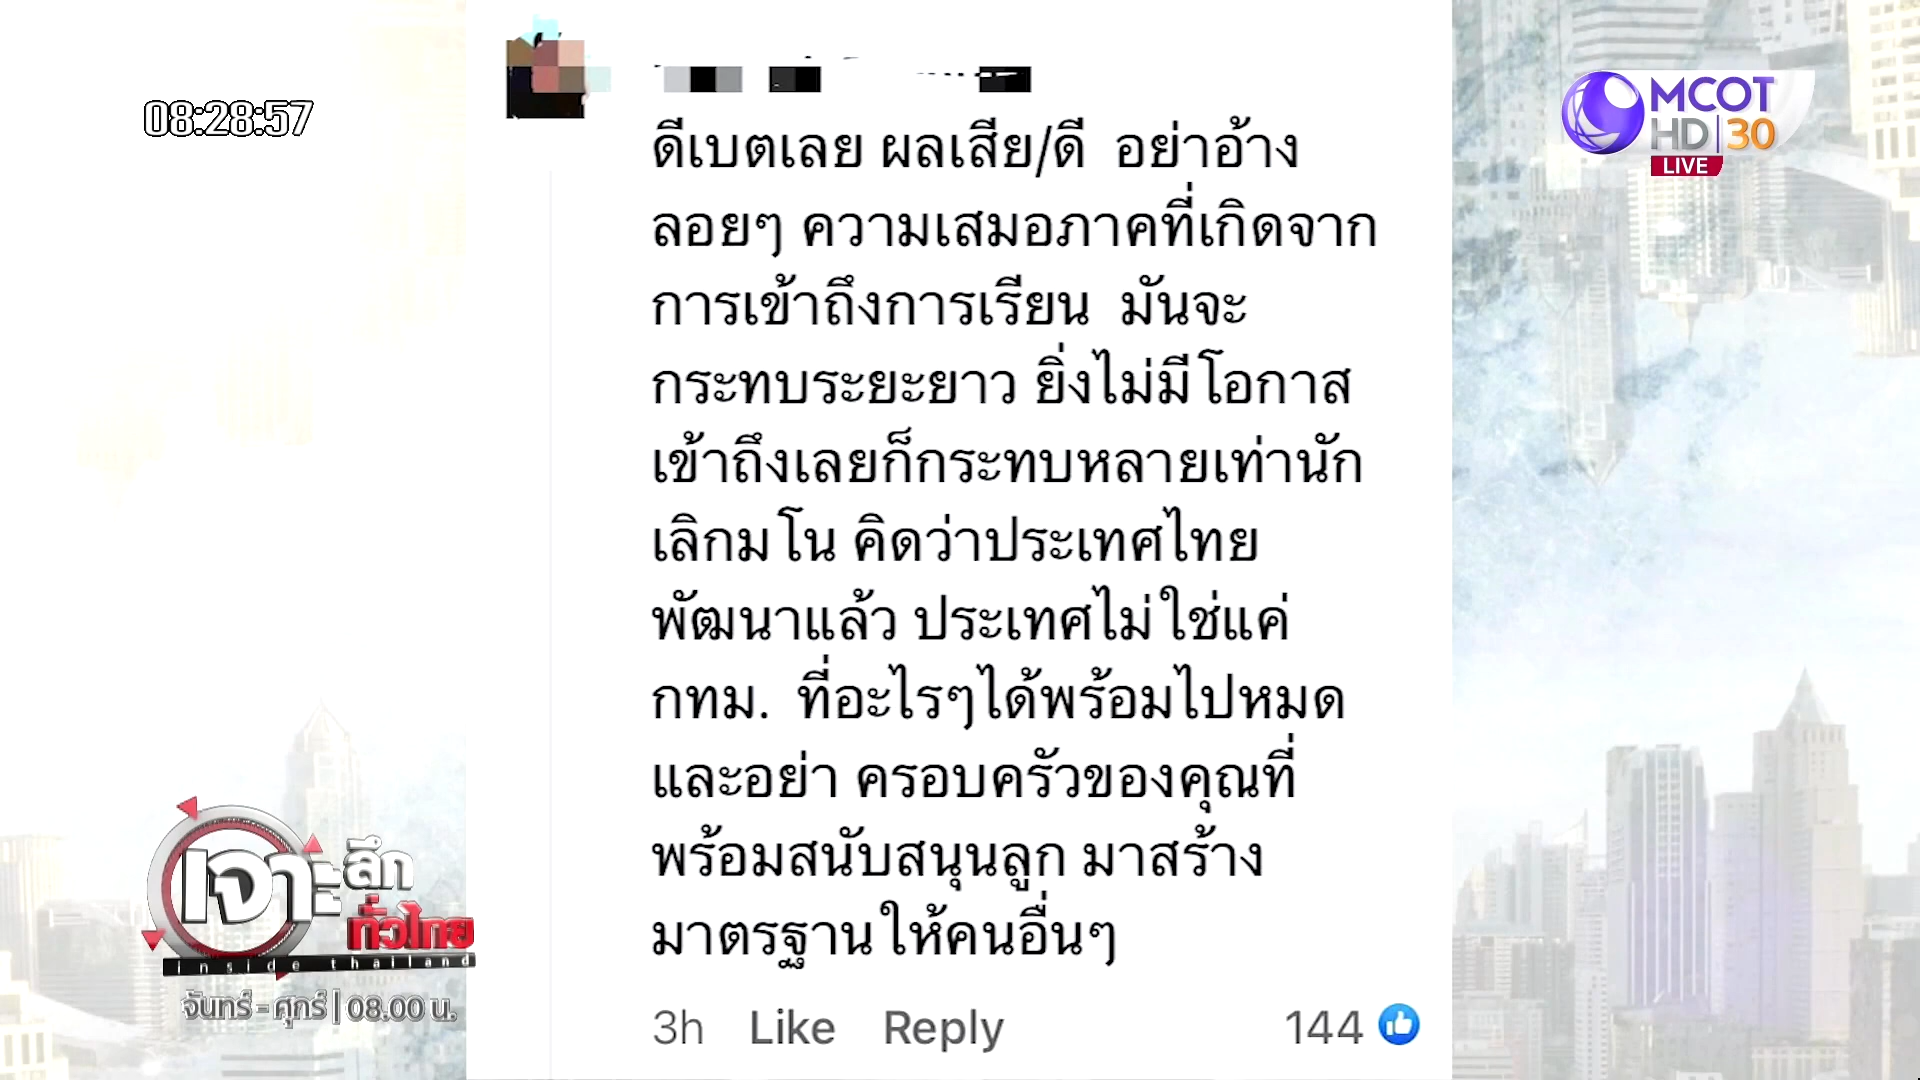 08:28:57
MCOT
HD 30
LIVE
ดีเบตเลย ผลเสีย/ดี อย่าอ้าง
ลอยๆ ความเสมอภาคที่เกิดจาก
การเข้าถึงการเรียน มันจะ
กระทบระยะยาว ยิ่งไม่มีโอกาส
เข้าถึงเลยก็กระทบหลายเท่านัก
เลิกมโน คิดว่าประเทศไทย
พัฒนาแล้ว ประเทศไม่ใช่แค่
กทม. ที่อะไรๆได้พร้อมไปหมด
และอย่า ครอบครัวของคุณที่
พร้อมสนับสนุนลูก มาสร้าง
มาตรฐานให้คนอื่นๆ
3h Like Reply 144
เจาะลึก
ทั่วไทย
inside thailand
จันทร์ - ศุกร์ | 08.00 น.